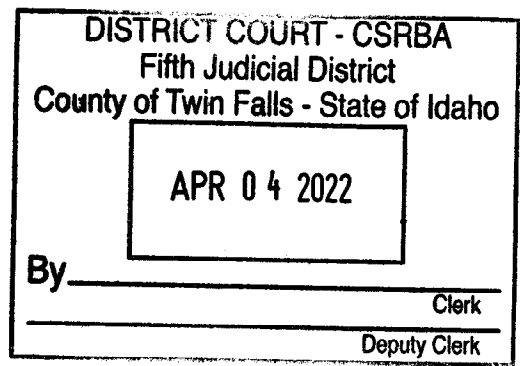 DISTRICT COURT - CSRBA
Fifth Judicial District
County of Twin Falls - State of Idaho
APR 04 2022
By
Clerk
Deputy Clerk